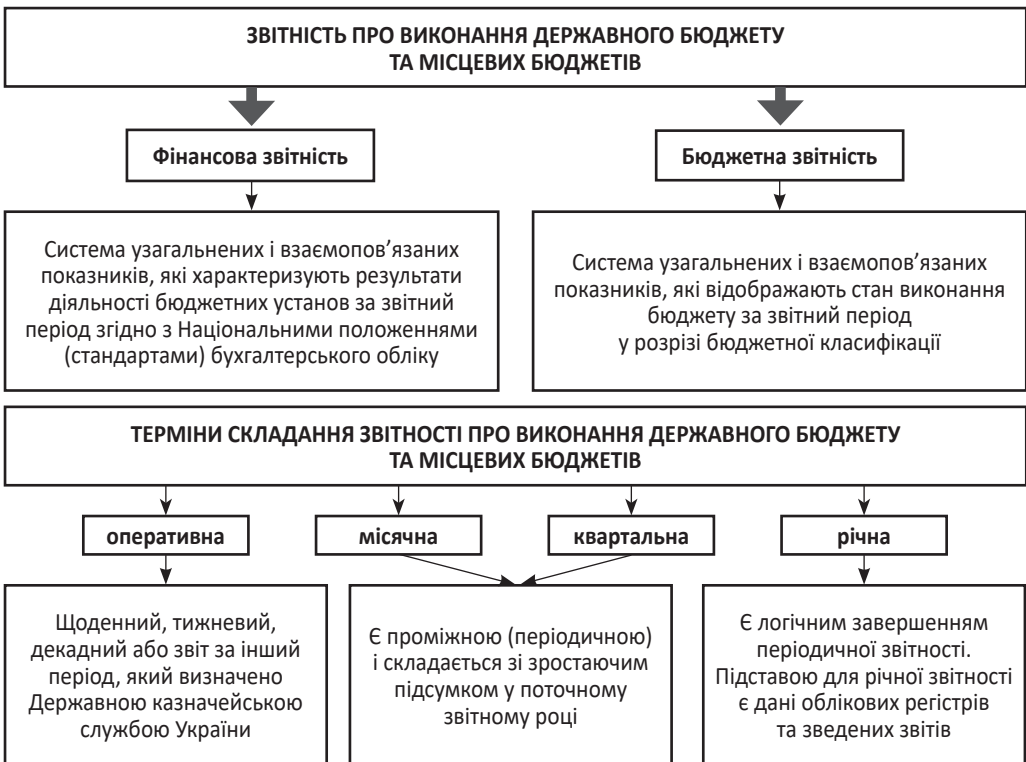 ЗВІТНІСТЬ ПРО ВИКОНАННЯ ДЕРЖАВНОГО БЮДЖЕТУ
ТА МІСЦЕВИХ БЮДЖЕТІВ
Фінансова звітність
Бюджетна звітність
Система узагальнених і взаємопов’язаних
показників, які характеризують результати
діяльності бюджетних установ за звітний
період згідно з Національними положеннями
(стандартами) бухгалтерського обліку
Система узагальнених і взаємопов’язаних
показників, які відображають стан виконання
бюджету за звітний період
у розрізі бюджетної класифікації
ТЕРМІНИ СКЛАДАННЯ ЗВІТНОСТІ ПРО ВИКОНАННЯ ДЕРЖАВНОГО БЮДЖЕТУ
ТА МІСЦЕВИХ БЮДЖЕТІВ
оперативна
місячна
квартальна
річна
Щоденний, тижневий,
декадний або звіт за інший
період, який визначено
Державною казначейською
службою України
Є проміжною (періодичною)
і складається зі зростаючим
підсумком у поточному
звітному році
Є логічним завершенням
періодичної звітності.
Підставою для річної звітності
є дані облікових регістрів
та зведених звітів